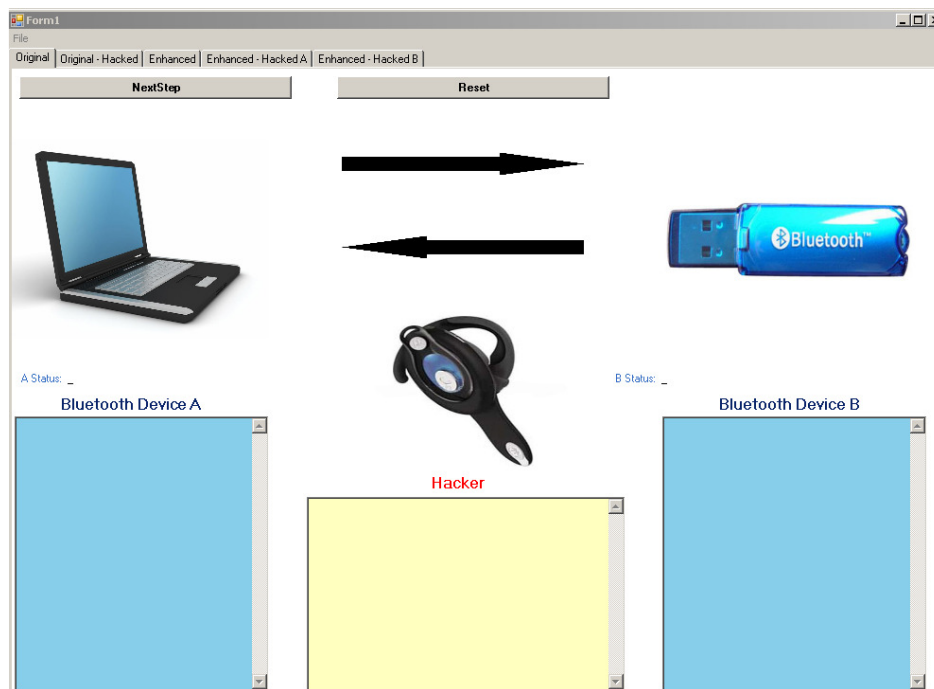 Form1
File
Original Original - Hacked Enhanced Enhanced - Hacked A Enhanced - Hacked B
NextStep Reset
Bluetooth™
A Status: _ B Status: _
Bluetooth Device A Bluetooth Device B
Hacker